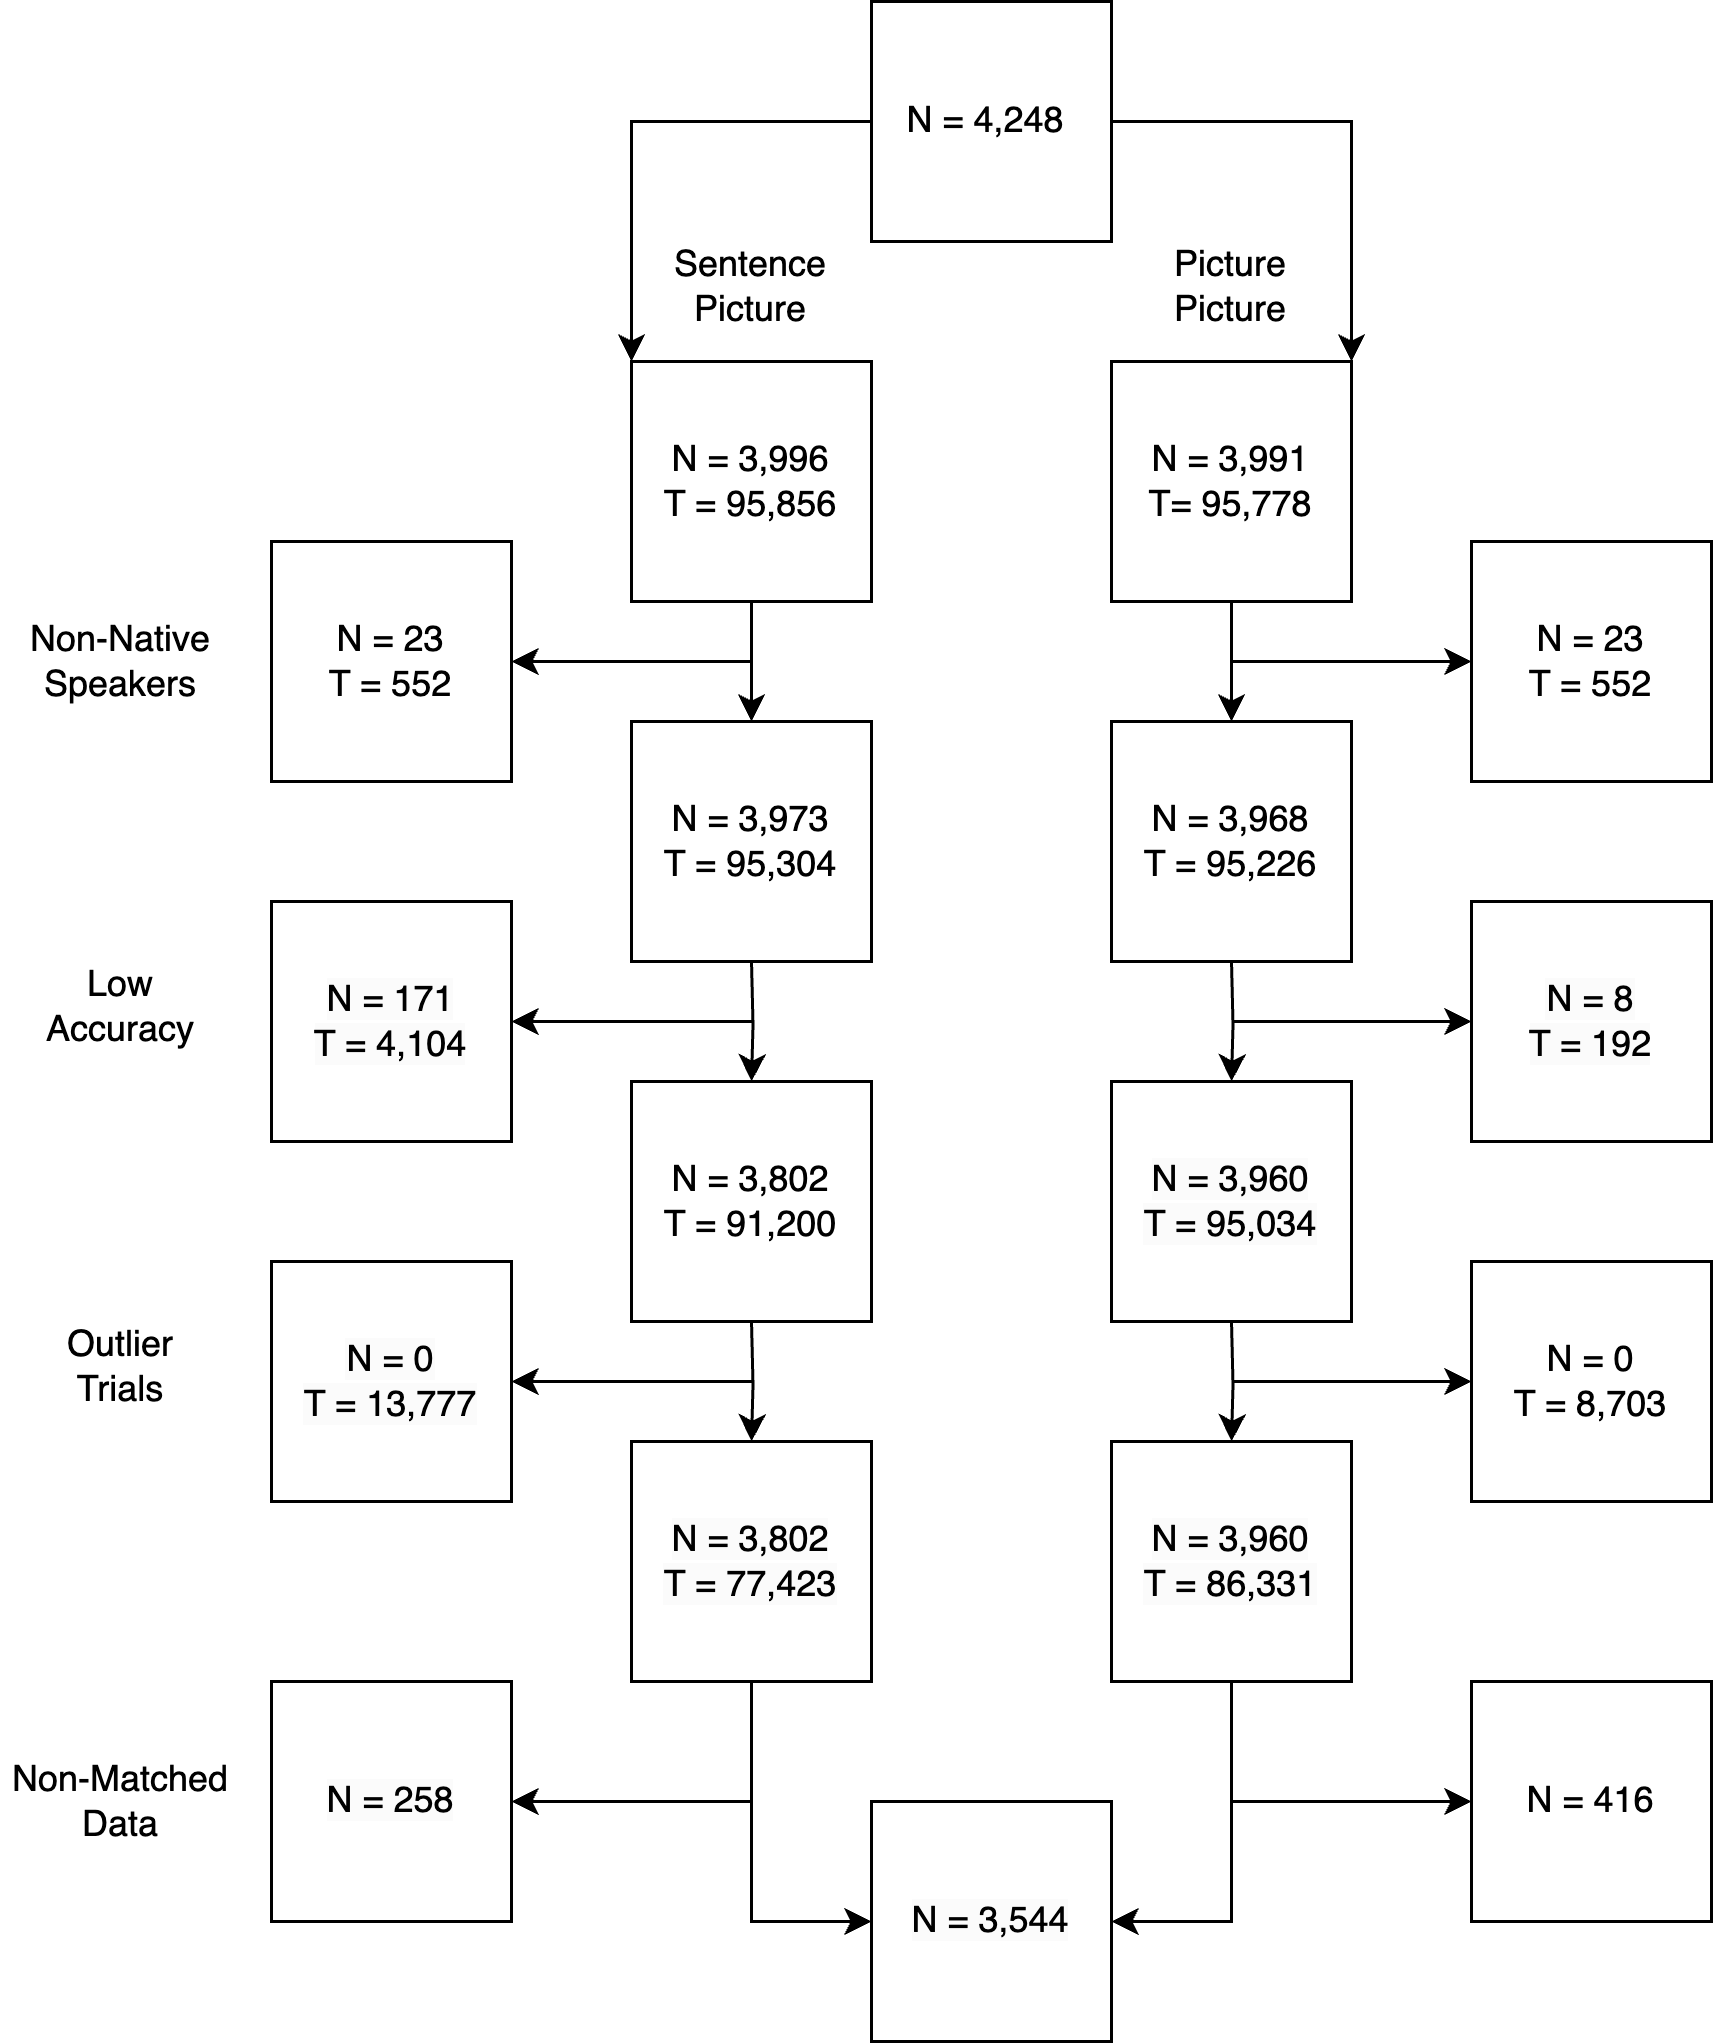 N = 4,248
Sentence
Picture
Picture
Picture
N = 3,996
T = 95,856
N = 3,991
T= 95,778
Non-Native
Speakers
N = 23
T = 552
N = 23
T = 552
N = 3,973
T = 95,304
N = 3,968
T = 95,226
Low
Accuracy
N = 171
T = 4,104
N = 8
T = 192
N = 3,802
T = 91,200
N = 3,960
T = 95,034
Outlier
Trials
N = 0
T = 13,777
N = 0
T = 8,703
N = 3,802
T = 77,423
N = 3,960
T = 86,331
Non-Matched
Data
N = 258
N = 416
N = 3,544